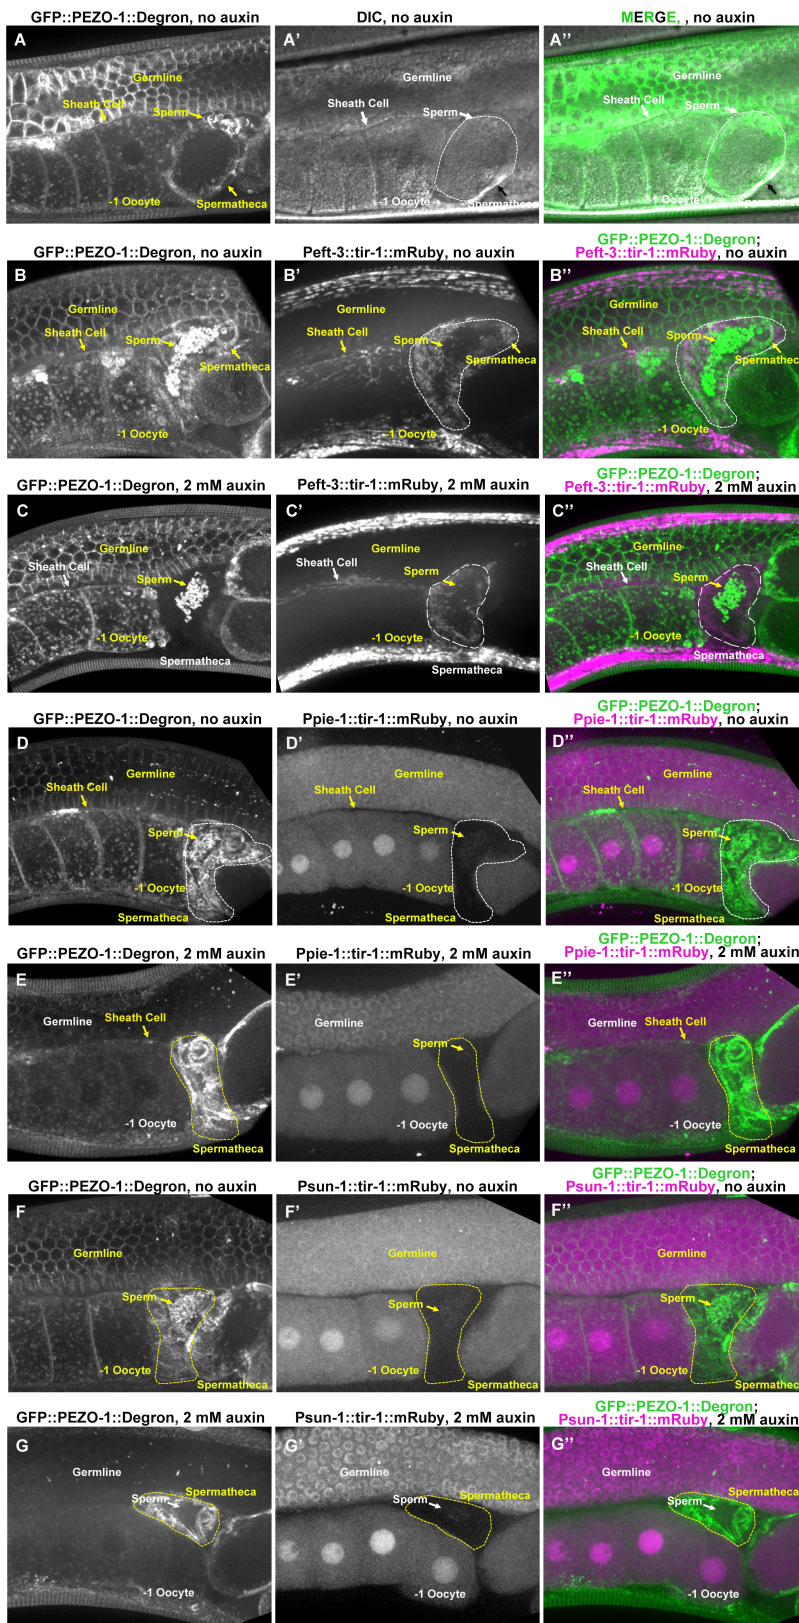 GFP::PEZO-1::Degron, no auxin DIC, no auxin MERGE, , no auxin
A A’ A’’
Germline Germline Germline
Sheath Cell Sheath Cell Sheath Cell
Sperm Sperm Sperm
-1 Oocyte -1 Oocyte -1 Oocyte
Spermatheca Spermatheca Spermatheca
GFP::PEZO-1::Degron;
GFP::PEZO-1::Degron, no auxin Peft-3::tir-1::mRuby, no auxin Peft-3::tir-1::mRuby, no auxin
B B’ B’’
Germline Germline Germline
Sheath Cell Sheath Cell Sheath Cell
Sperm Sperm Sperm
Spermatheca Spermatheca Spermatheca
-1 Oocyte -1 Oocyte -1 Oocyte
GFP::PEZO-1::Degron;
GFP::PEZO-1::Degron, 2 mM auxin Peft-3::tir-1::mRuby, 2 mM auxin Peft-3::tir-1::mRuby, 2 mM auxin
C C’ C’’
Germline Germline Germline
Sheath Cell Sheath Cell Sheath Cell
Sperm Sperm Sperm
-1 Oocyte -1 Oocyte -1 Oocyte
Spermatheca Spermatheca Spermatheca
GFP::PEZO-1::Degron;
GFP::PEZO-1::Degron, no auxin Ppie-1::tir-1::mRuby, no auxin Ppie-1::tir-1::mRuby, no auxin
D D’ D’’
Germline Germline Germline
Sheath Cell Sheath Cell Sheath Cell
Sperm Sperm Sperm
-1 Oocyte -1 Oocyte -1 Oocyte
Spermatheca Spermatheca Spermatheca
GFP::PEZO-1::Degron;
GFP::PEZO-1::Degron, 2 mM auxin Ppie-1::tir-1::mRuby, 2 mM auxin Ppie-1::tir-1::mRuby, 2 mM auxin
E E’ E’’
Germline Sheath Cell Germline Germline Sheath Cell
Sperm
-1 Oocyte -1 Oocyte -1 Oocyte
Spermatheca Spermatheca Spermatheca
GFP::PEZO-1::Degron;
GFP::PEZO-1::Degron, no auxin Psun-1::tir-1::mRuby, no auxin Psun-1::tir-1::mRuby, no auxin
F F’ F’’
Germline Germline Germline
Sperm Sperm Sperm
-1 Oocyte -1 Oocyte -1 Oocyte
Spermatheca Spermatheca Spermatheca
GFP::PEZO-1::Degron;
GFP::PEZO-1::Degron, 2 mM auxin Psun-1::tir-1::mRuby, 2 mM auxin Psun-1::tir-1::mRuby, 2 mM auxin
G G’ G’’
Germline Germline Germline
Spermatheca Spermatheca Spermatheca
Sperm Sperm Sperm
-1 Oocyte -1 Oocyte -1 Oocyte